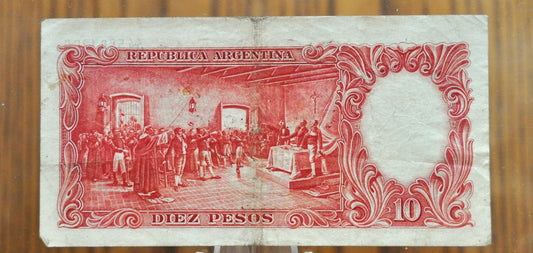 REPUBLICA ARGENTINA
DIEZ PESOS
10